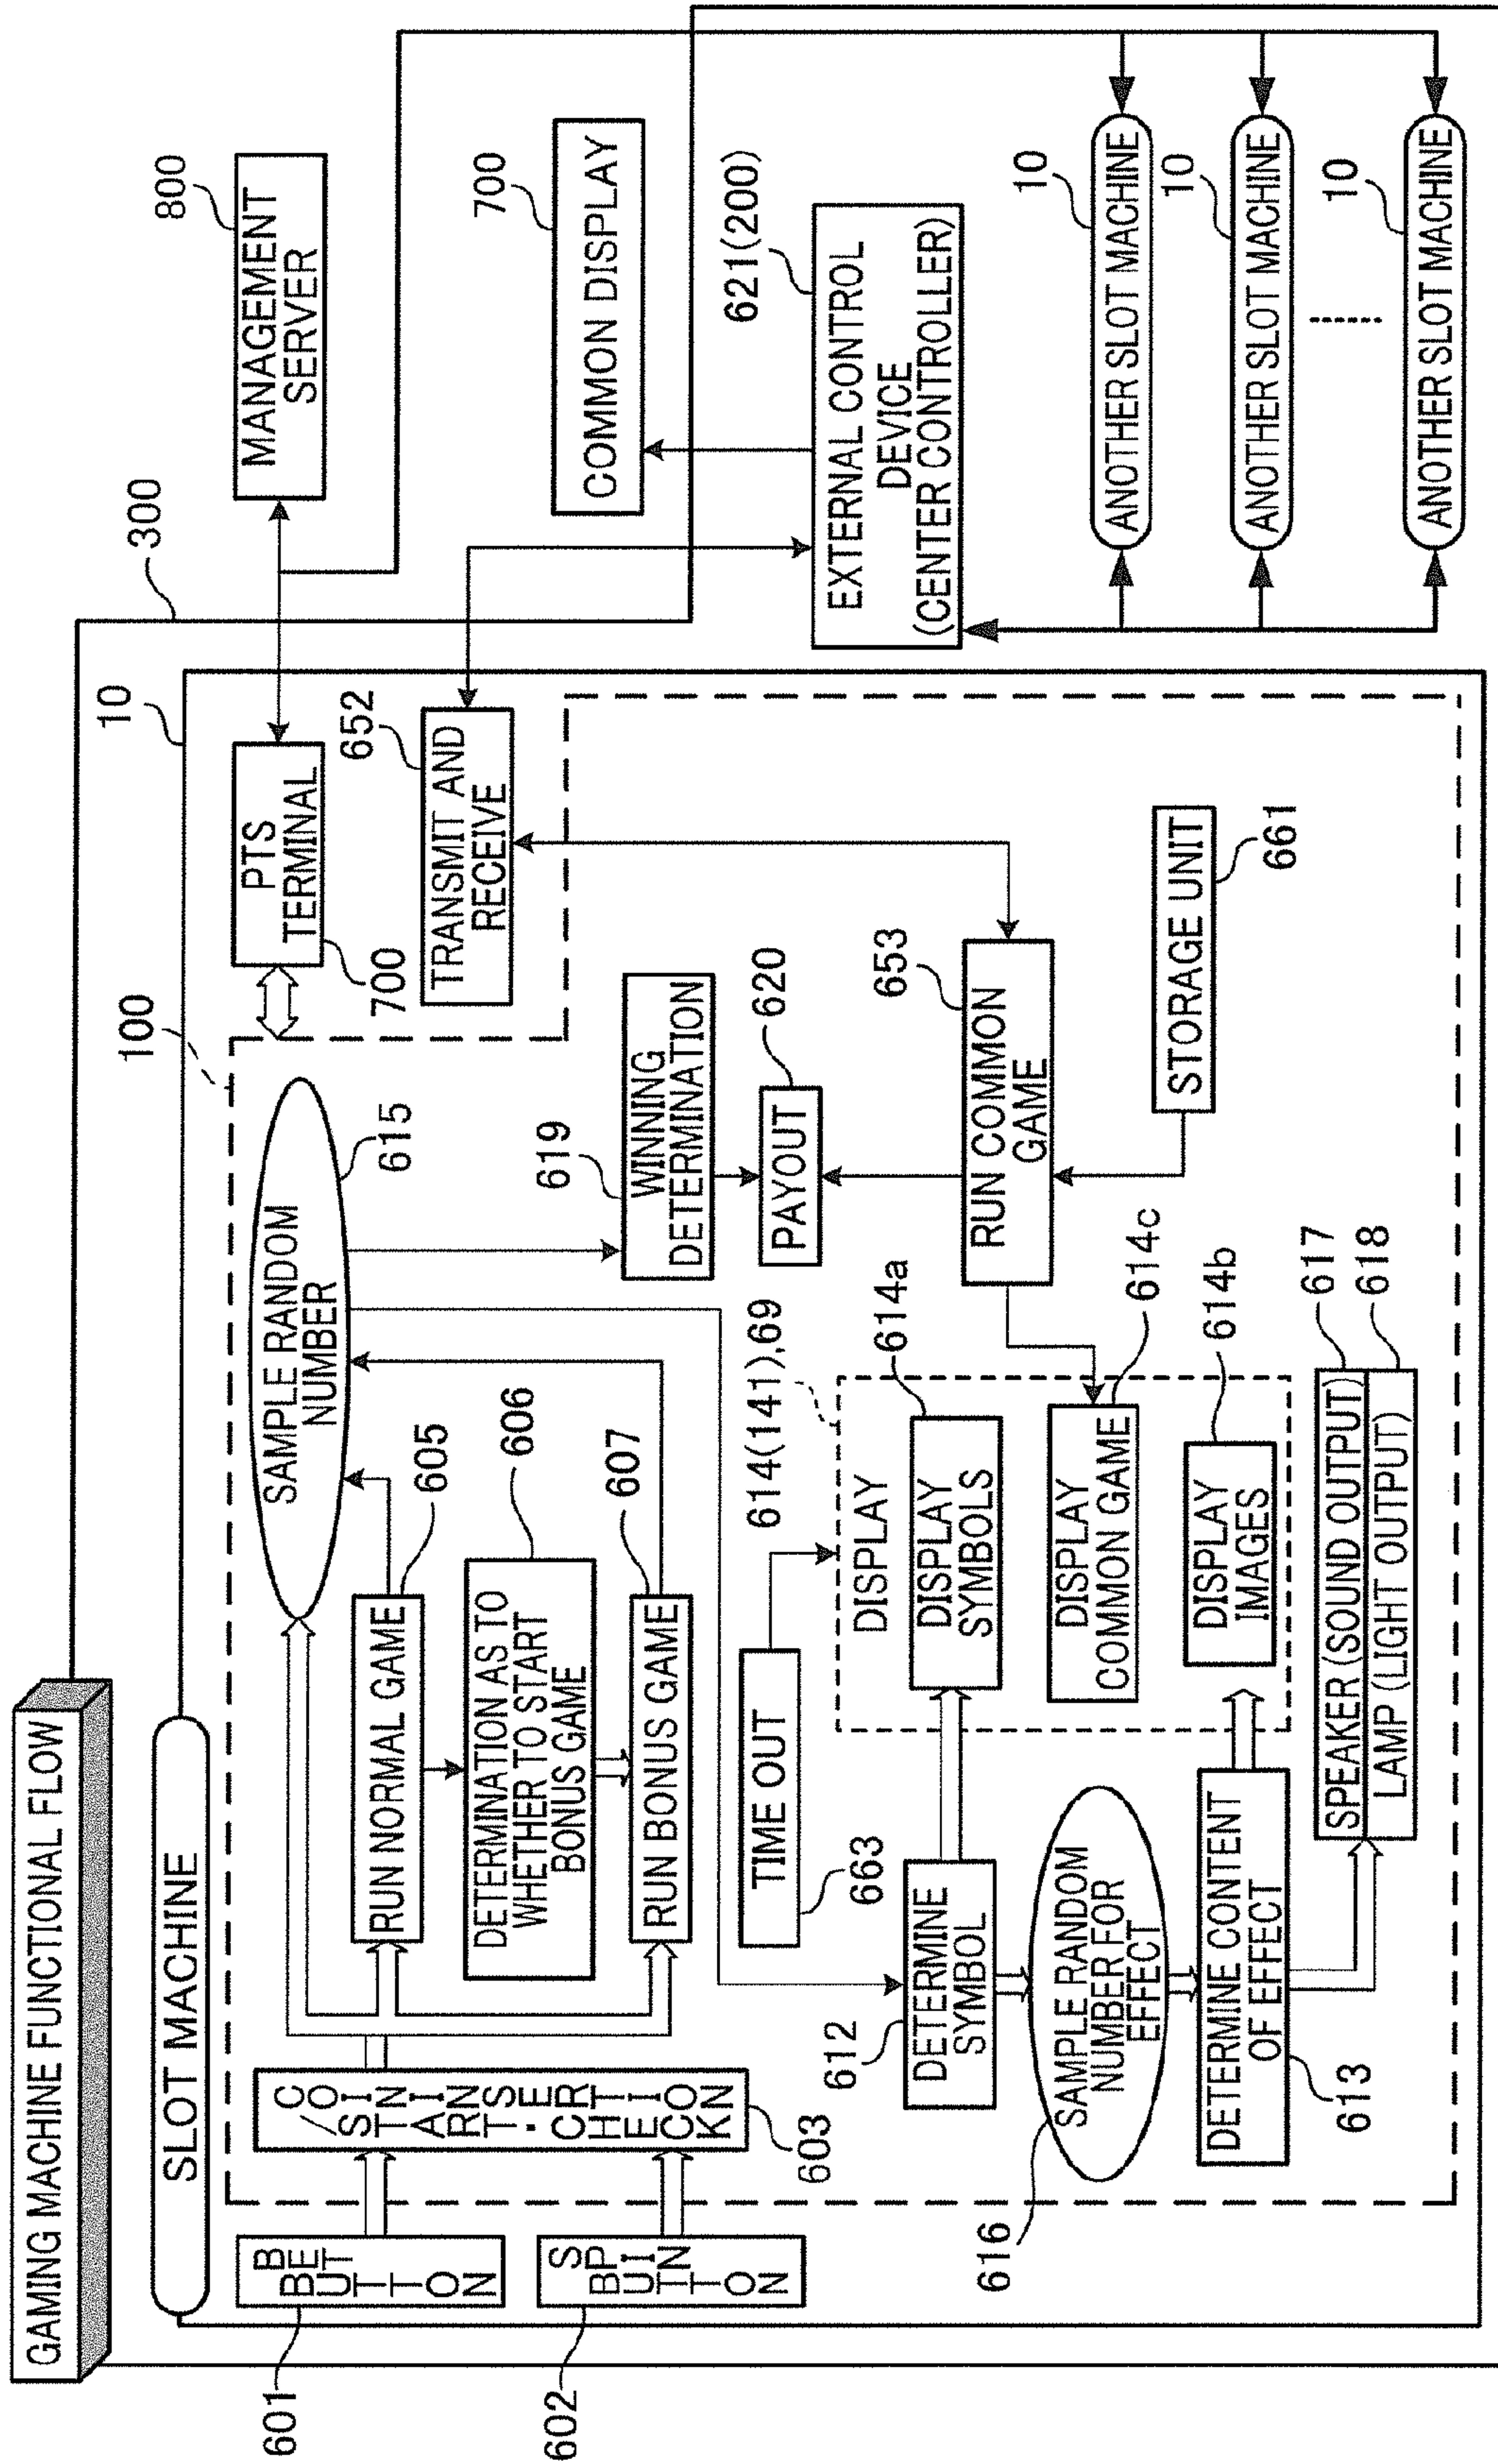 GAMING MACHINE FUNCTIONAL FLOW
300
SLOT MACHINE
10
100
800
MANAGEMENT
SERVER
PTS
TERMINAL
700
601
BET
BUTTON
602
SPIN
BUTTON
COIN INSERTION
/START-CHECK
603
SAMPLE RANDOM
NUMBER
615
RUN NORMAL GAME
605
DETERMINATION AS TO
WHETHER TO START
BONUS GAME
606
RUN BONUS GAME
607
652
TRANSMIT AND
RECEIVE
700
COMMON DISPLAY
619
WINNING
DETERMINATION
PAYOUT
620
621(200)
EXTERNAL CONTROL
DEVICE
(CENTER CONTROLLER)
TIME OUT
663
614(141),69
DISPLAY
612
DETERMINE
SYMBOL
DISPLAY
SYMBOLS
614a
653
RUN COMMON
GAME
616
SAMPLE RANDOM
NUMBER FOR
EFFECT
DISPLAY
COMMON GAME
614c
STORAGE UNIT
661
DETERMINE CONTENT
OF EFFECT
613
DISPLAY
IMAGES
614b
SPEAKER (SOUND OUTPUT)
617
LAMP (LIGHT OUTPUT)
618
10
ANOTHER SLOT MACHINE
10
ANOTHER SLOT MACHINE
10
ANOTHER SLOT MACHINE